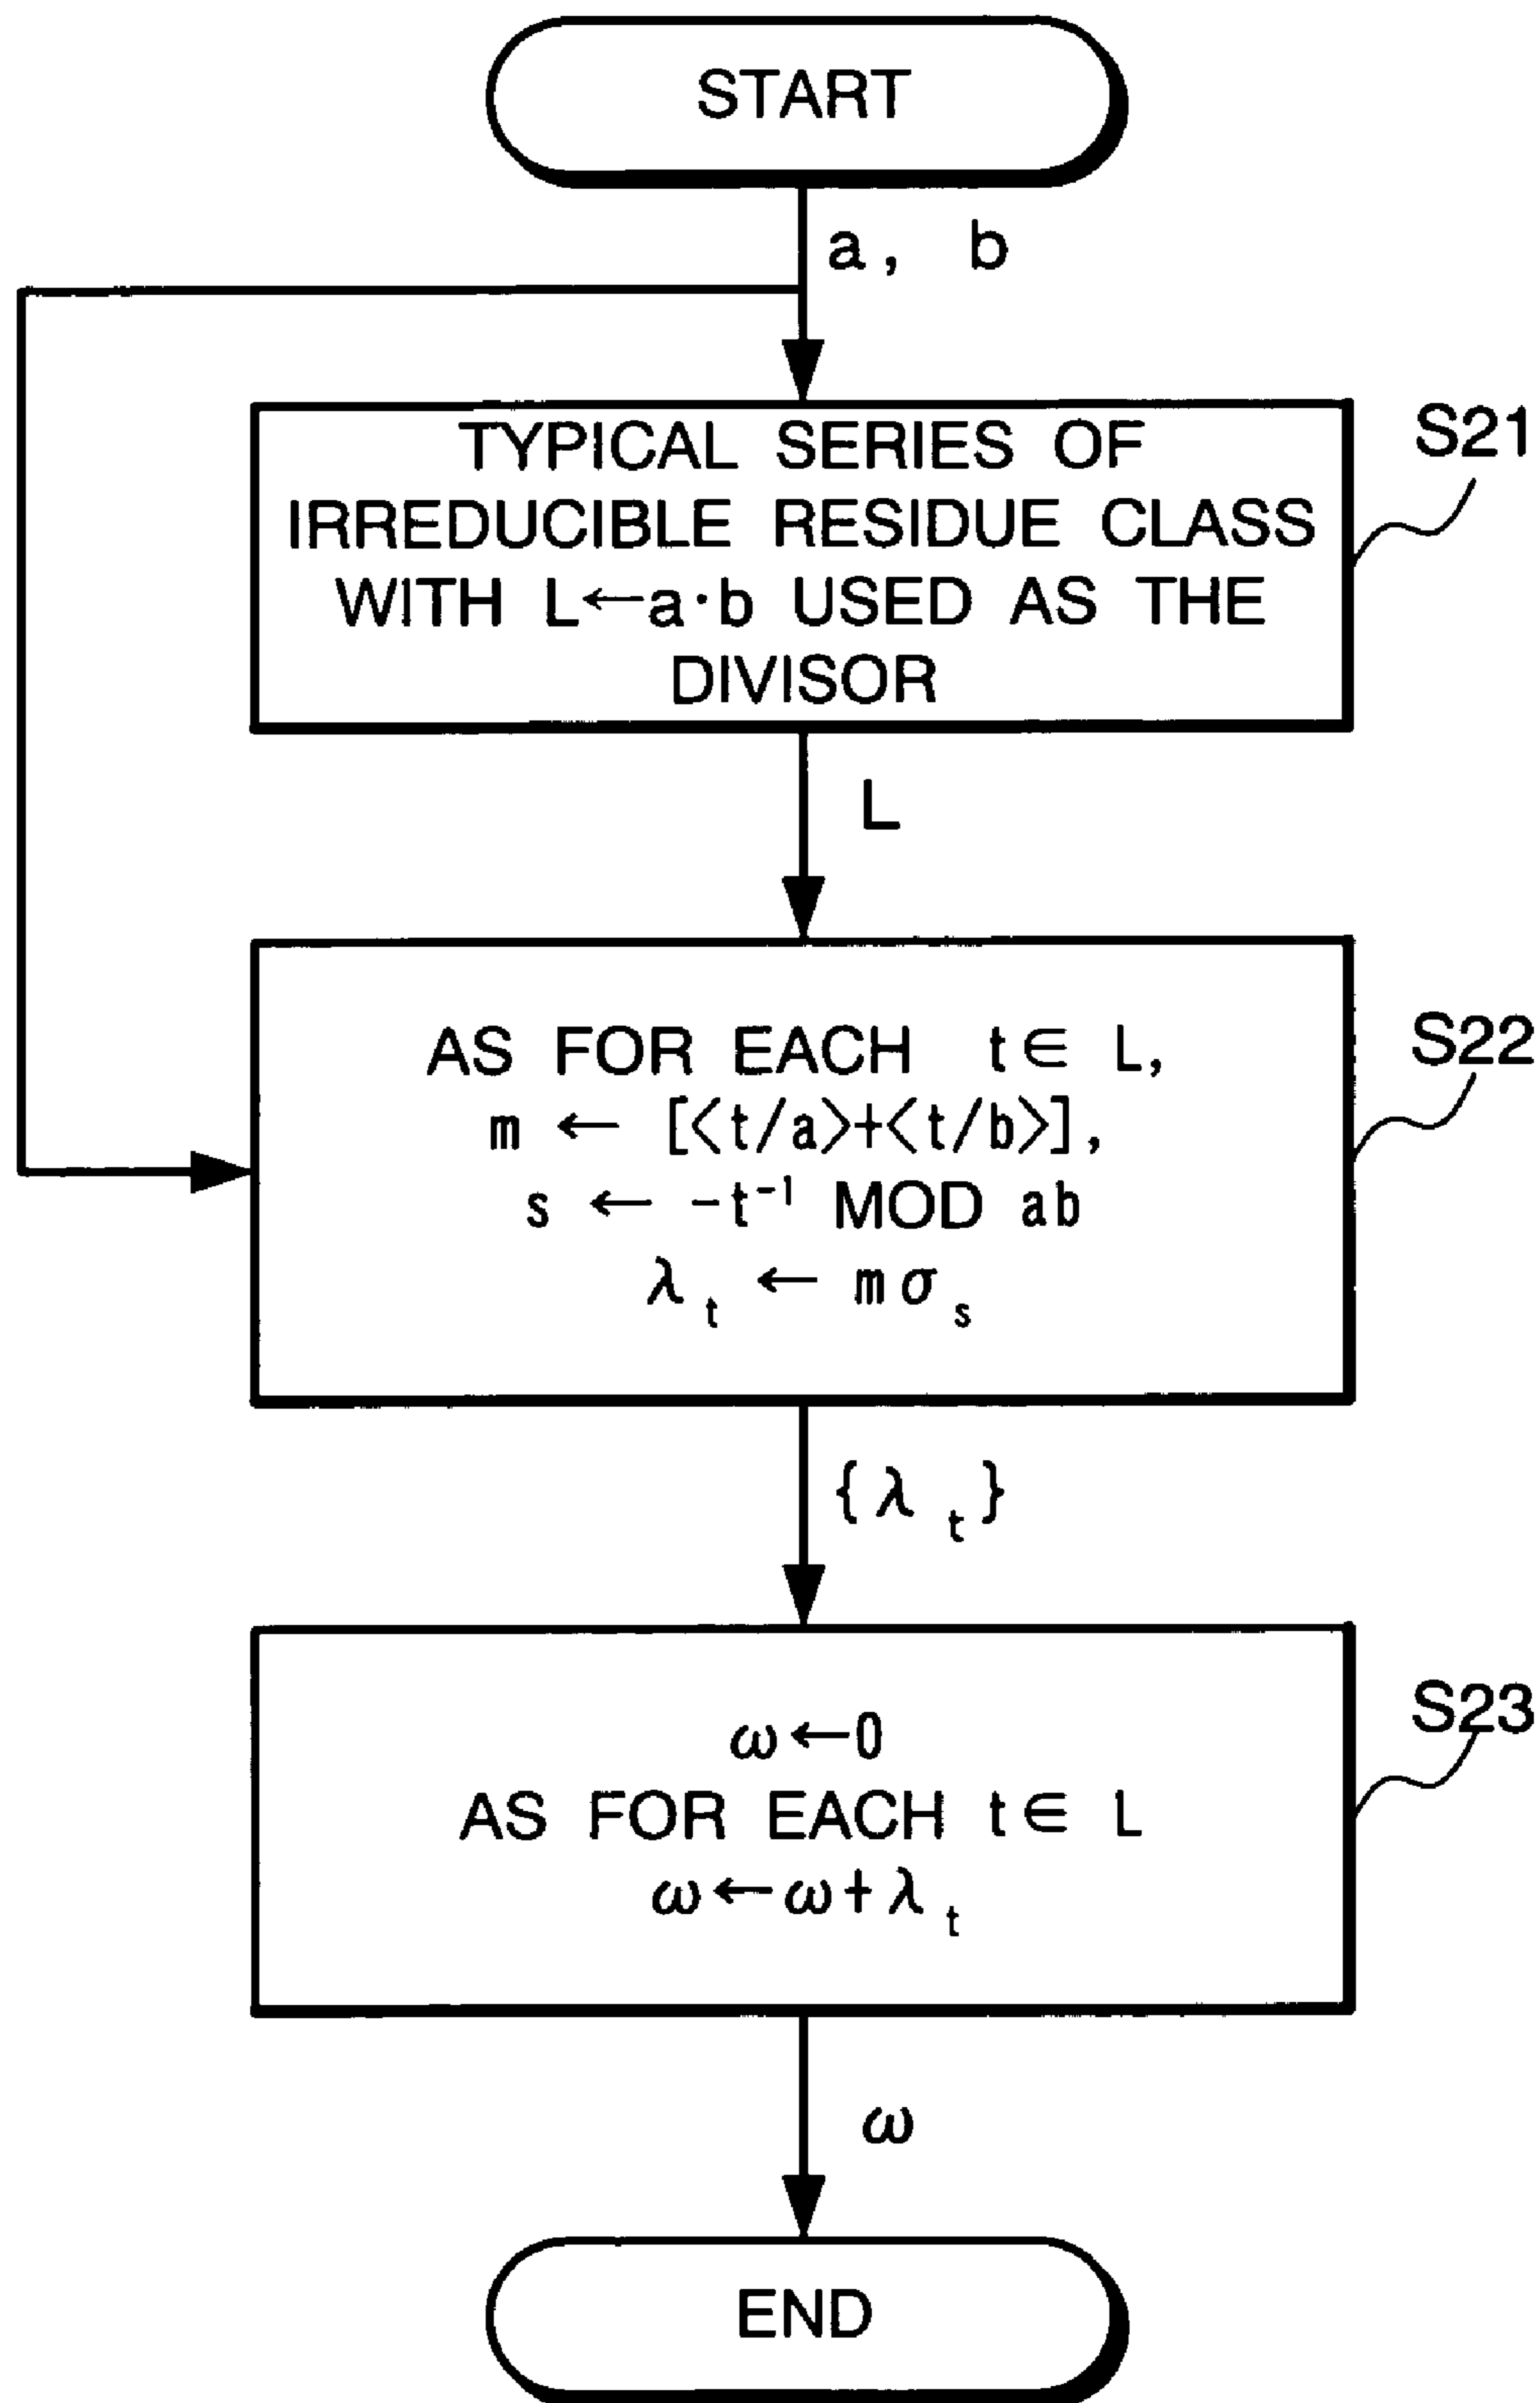 START
a, b
TYPICAL SERIES OF
IRREDUCIBLE RESIDUE CLASS
WITH L←a·b USED AS THE
DIVISOR
S21
L
AS FOR EACH t∈ L,
m ← [<t/a>+<t/b>],
s ← -t⁻¹ MOD ab
λt ← mσs
S22
{λt}
ω←0
AS FOR EACH t∈ L
ω←ω+λt
S23
ω
END